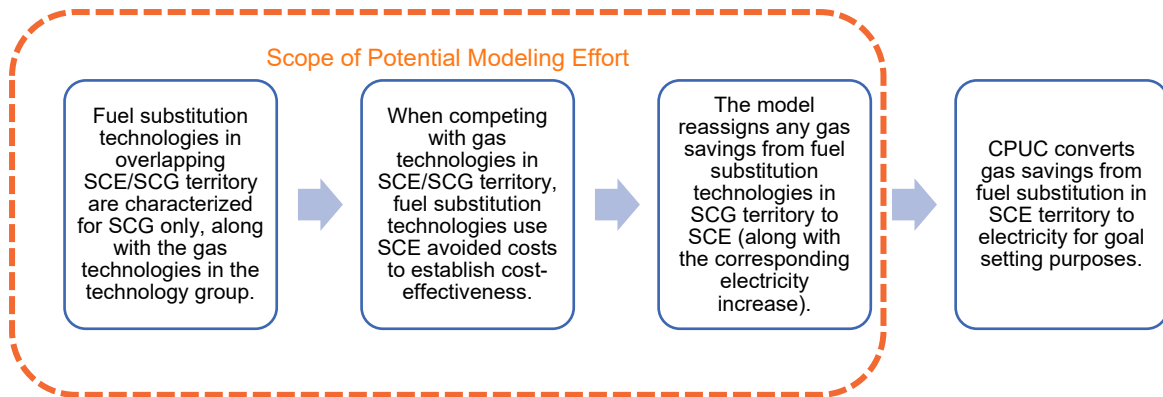 Scope of Potential Modeling Effort
Fuel substitution
technologies in
overlapping
SCE/SCG territory
are characterized
for SCG only, along
with the gas
technologies in the
technology group.
When competing
with gas
technologies in
SCE/SCG territory,
fuel substitution
technologies use
SCE avoided costs
to establish cost-
effectiveness.
The model
reassigns any gas
savings from fuel
substitution
technologies in
SCG territory to
SCE (along with
the corresponding
electricity
increase).
CPUC converts
gas savings from
fuel substitution in
SCE territory to
electricity for goal
setting purposes.